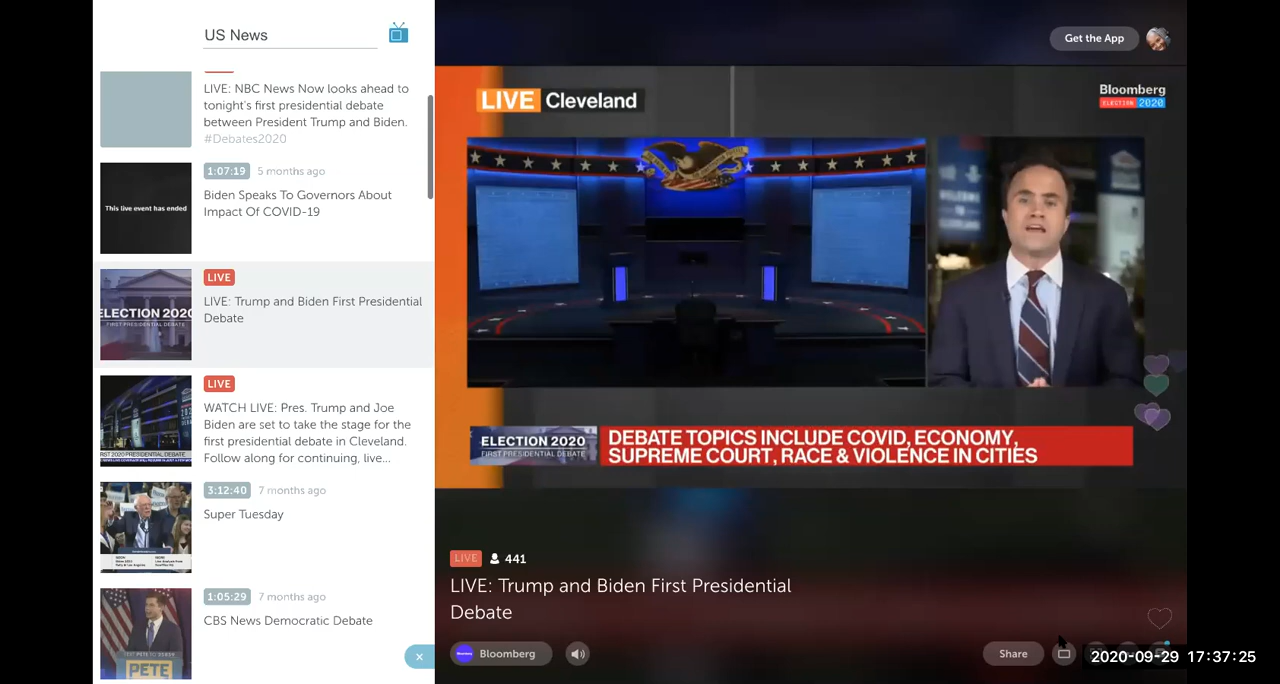 US News
LIVE: NBC News Now looks ahead to
tonight's first presidential debate
between President Trump and Biden.
#Debates2020
1:07:19 5 months ago
Biden Speaks To Governors About
Impact Of COVID-19
This live event has ended
LIVE
LIVE: Trump and Biden First Presidential
Debate
ELECTION 2020
FIRST PRESIDENTIAL DEBATE
LIVE
WATCH LIVE: Pres. Trump and Joe
Biden are set to take the stage for the
first presidential debate in Cleveland.
Follow along for continuing, live...
3:12:40 7 months ago
Super Tuesday
1:05:29 7 months ago
CBS News Democratic Debate
PETE
×
Get the App
LIVE Cleveland
Bloomberg
ELECTION 2020
WELCOME
TO
CLEVELAND
ELECTION 2020
FIRST PRESIDENTIAL DEBATE
DEBATE TOPICS INCLUDE COVID, ECONOMY,
SUPREME COURT, RACE & VIOLENCE IN CITIES
LIVE 441
LIVE: Trump and Biden First Presidential
Debate
Bloomberg
Share
2020-09-29 17:37:25